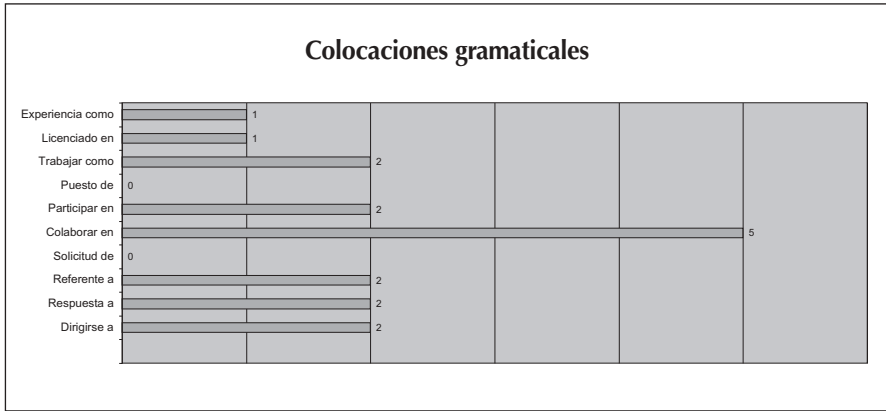 Colocaciones gramaticales
Experiencia como 1
Licenciado en 1
Trabajar como 2
Puesto de 0
Participar en 2
Colaborar en 5
Solicitud de 0
Referente a 2
Respuesta a 2
Dirigirse a 2